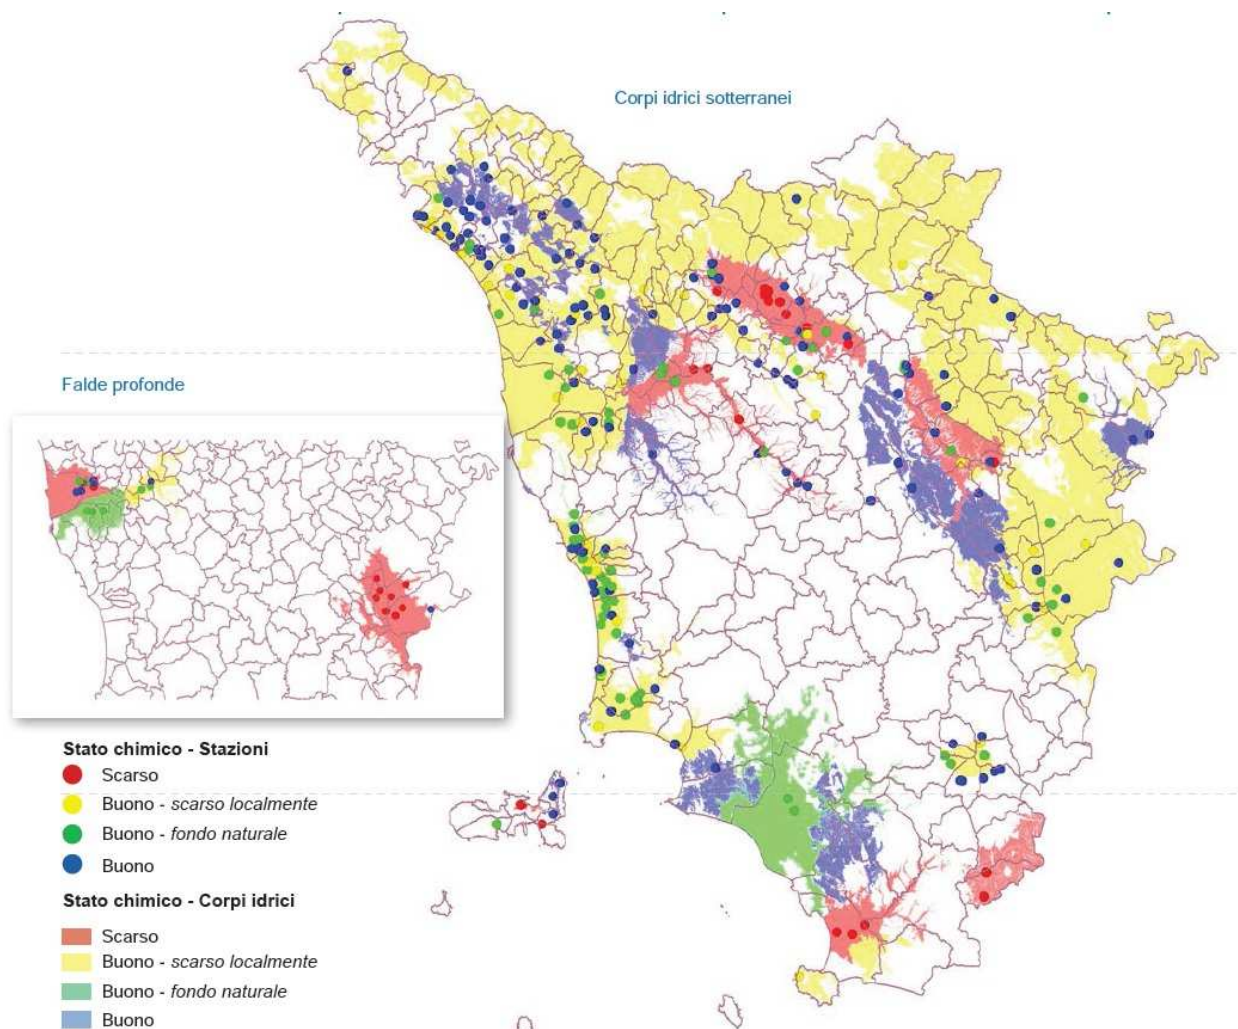 Corpi idrici sotterranei
Falde profonde
Stato chimico - Stazioni
Scarso
Buono - scarso localmente
Buono - fondo naturale
Buono
Stato chimico - Corpi idrici
Scarso
Buono - scarso localmente
Buono - fondo naturale
Buono